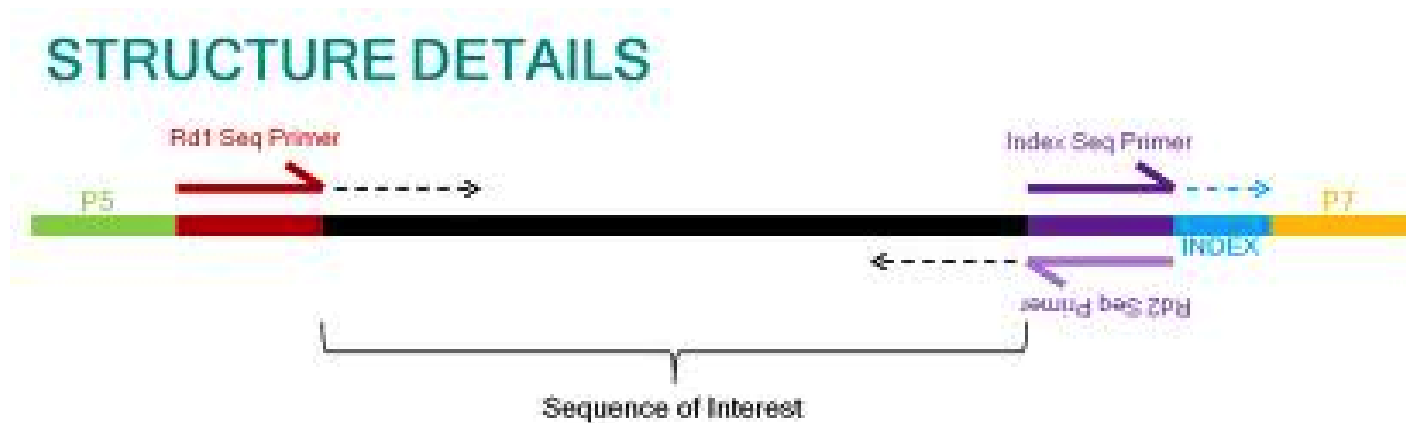 STRUCTURE DETAILS
Rd1 Seq Primer
Index Seq Primer
P5
P7
INDEX
Rd2 Seq Primer
Sequence of Interest